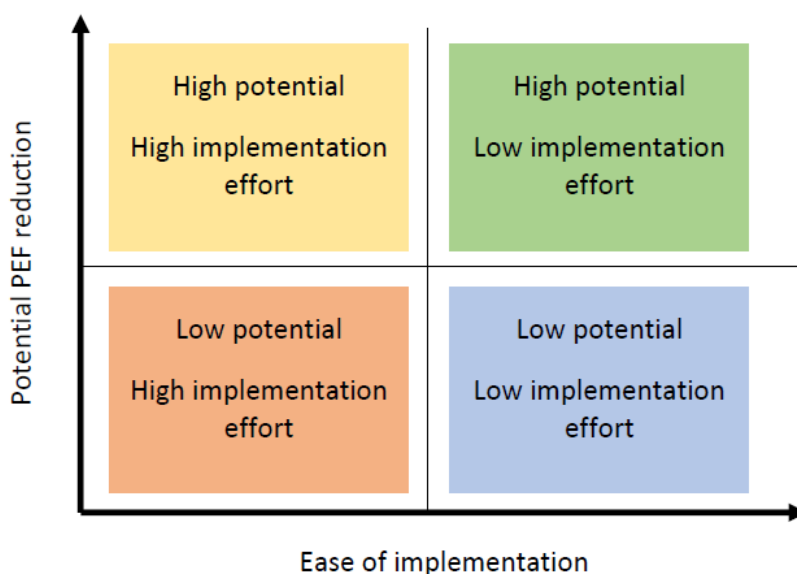 Potential PEF reduction
High potential
High implementation
effort
High potential
Low implementation
effort
Low potential
High implementation
effort
Low potential
Low implementation
effort
Ease of implementation